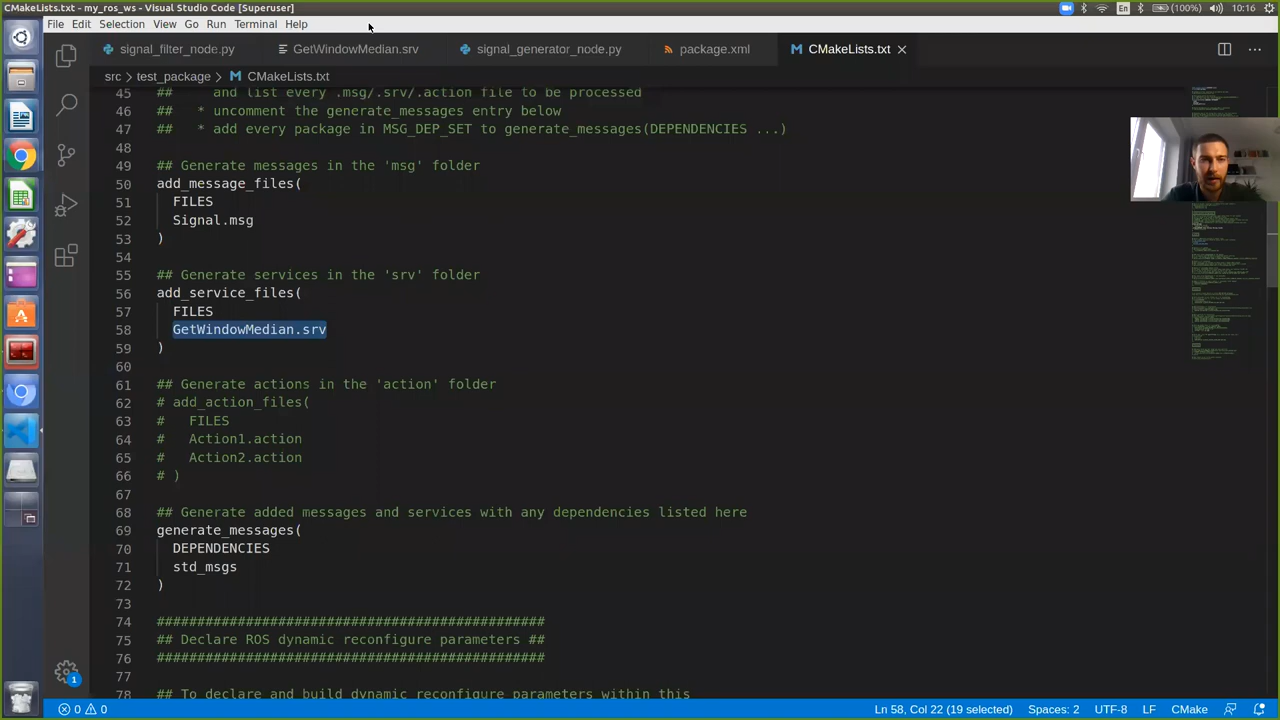 CMakeLists.txt - my_ros_ws - Visual Studio Code [Superuser]
En
(100%)
10:16
File Edit Selection View Go Run Terminal Help
signal_filter_node.py
GetWindowMedian.srv
signal_generator_node.py
package.xml
CMakeLists.txt
src > test_package > CMakeLists.txt
45 ## and list every .msg/.srv/.action file to be processed
46 ## * uncomment the generate_messages entry below
47 ## * add every package in MSG_DEP_SET to generate_messages(DEPENDENCIES ...)
48
49 ## Generate messages in the 'msg' folder
50 add_message_files(
51 FILES
52 Signal.msg
53 )
54
55 ## Generate services in the 'srv' folder
56 add_service_files(
57 FILES
58 GetWindowMedian.srv
59 )
60
61 ## Generate actions in the 'action' folder
62 # add_action_files(
63 # FILES
64 # Action1.action
65 # Action2.action
66 # )
67
68 ## Generate added messages and services with any dependencies listed here
69 generate_messages(
70 DEPENDENCIES
71 std_msgs
72 )
73
74 ################################################
75 ## Declare ROS dynamic reconfigure parameters ##
76 ################################################
77
78 ## To declare and build dynamic reconfigure parameters within this
1
0 0
Ln 58, Col 22 (19 selected) Spaces: 2 UTF-8 LF CMake